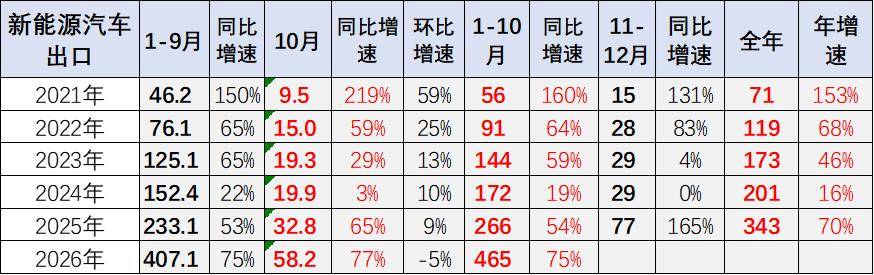 新能源汽车出口 1-9月 同比增速 10月 同比增速 环比增速 1-10月 同比增速 11-12月 同比增速 全年 年增速
2021年 46.2 150% 9.5 219% 59% 56 160% 15 131% 71 153%
2022年 76.1 65% 15.0 59% 25% 91 64% 28 83% 119 68%
2023年 125.1 65% 19.3 29% 13% 144 59% 29 4% 173 46%
2024年 152.4 22% 19.9 3% 10% 172 19% 29 0% 201 16%
2025年 233.1 53% 32.8 65% 9% 266 54% 77 165% 343 70%
2026年 407.1 75% 58.2 77% -5% 465 75%